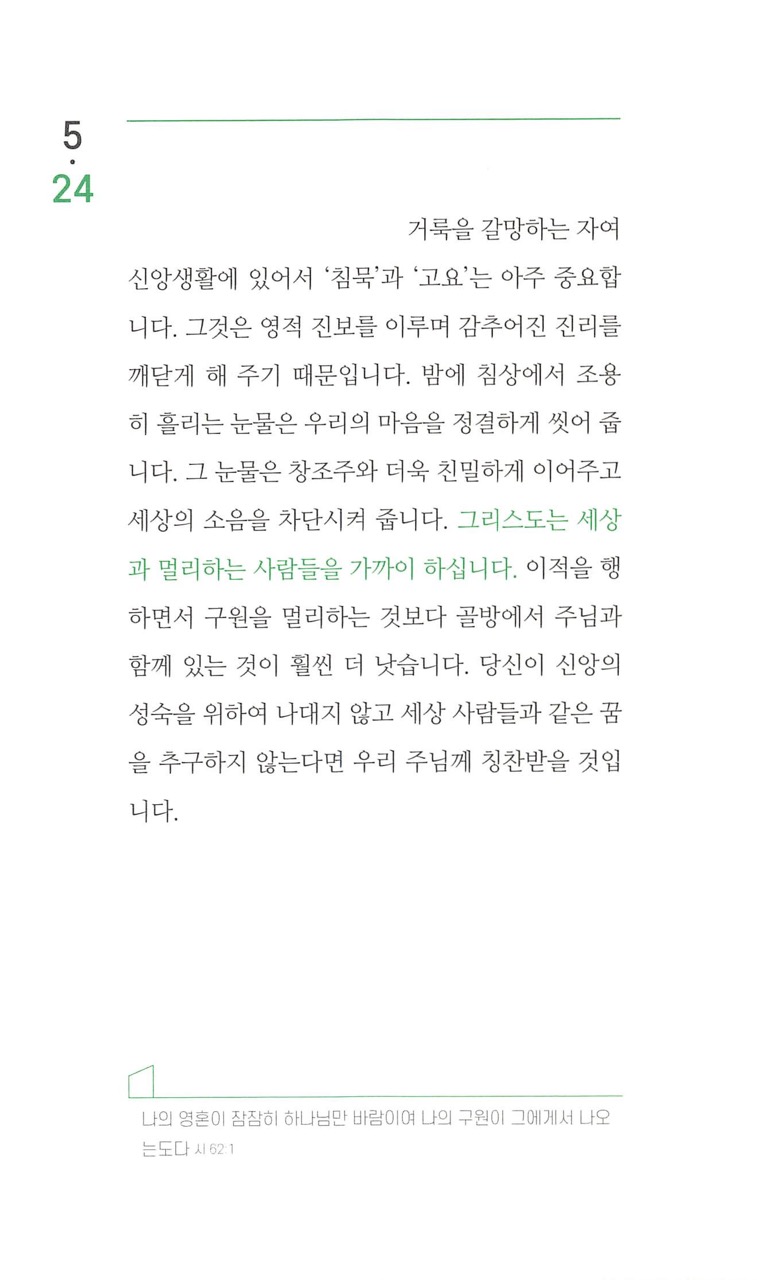 5
·
24
거룩을 갈망하는 자여
신앙생활에 있어서 ‘침묵’과 ‘고요’는 아주 중요합
니다. 그것은 영적 진보를 이루며 감추어진 진리를
깨닫게 해 주기 때문입니다. 밤에 침상에서 조용
히 흘리는 눈물은 우리의 마음을 정결하게 씻어 줍
니다. 그 눈물은 창조주와 더욱 친밀하게 이어주고
세상의 소음을 차단시켜 줍니다. 그리스도는 세상
과 멀리하는 사람들을 가까이 하십니다. 이적을 행
하면서 구원을 멀리하는 것보다 골방에서 주님과
함께 있는 것이 훨씬 더 낫습니다. 당신이 신앙의
성숙을 위하여 나대지 않고 세상 사람들과 같은 꿈
을 추구하지 않는다면 우리 주님께 칭찬받을 것입
니다.
나의 영혼이 잠잠히 하나님만 바람이여 나의 구원이 그에게서 나오
는도다 시 62:1